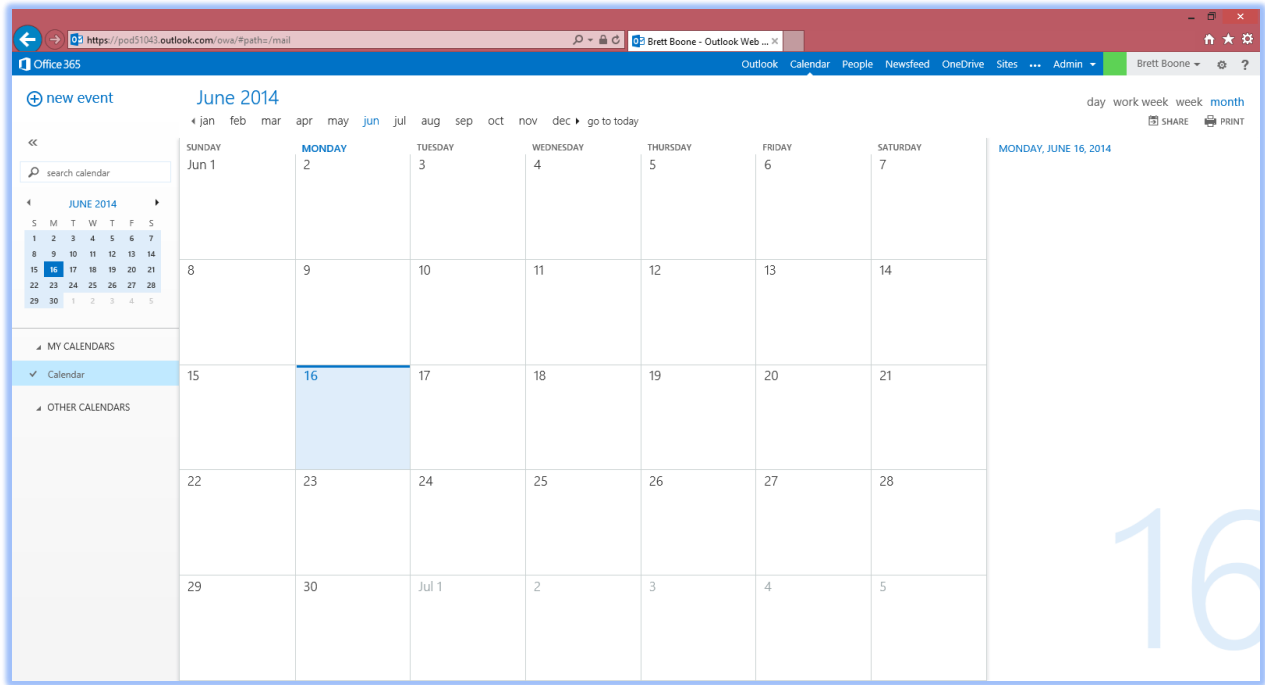 https://pod51043.outlook.com/owa/#path=/mail
Brett Boone - Outlook Web ...
Office 365
Outlook Calendar People Newsfeed OneDrive Sites ... Admin Brett Boone ?
new event
June 2014
day work week week month
jan feb mar apr may jun jul aug sep oct nov dec go to today
SHARE PRINT
search calendar
JUNE 2014
S M T W T F S
1 2 3 4 5 6 7
8 9 10 11 12 13 14
15 16 17 18 19 20 21
22 23 24 25 26 27 28
29 30 1 2 3 4 5
MY CALENDARS
Calendar
OTHER CALENDARS
SUNDAY MONDAY TUESDAY WEDNESDAY THURSDAY FRIDAY SATURDAY
Jun 1 2 3 4 5 6 7
8 9 10 11 12 13 14
15 16 17 18 19 20 21
22 23 24 25 26 27 28
29 30 Jul 1 2 3 4 5
MONDAY, JUNE 16, 2014
16